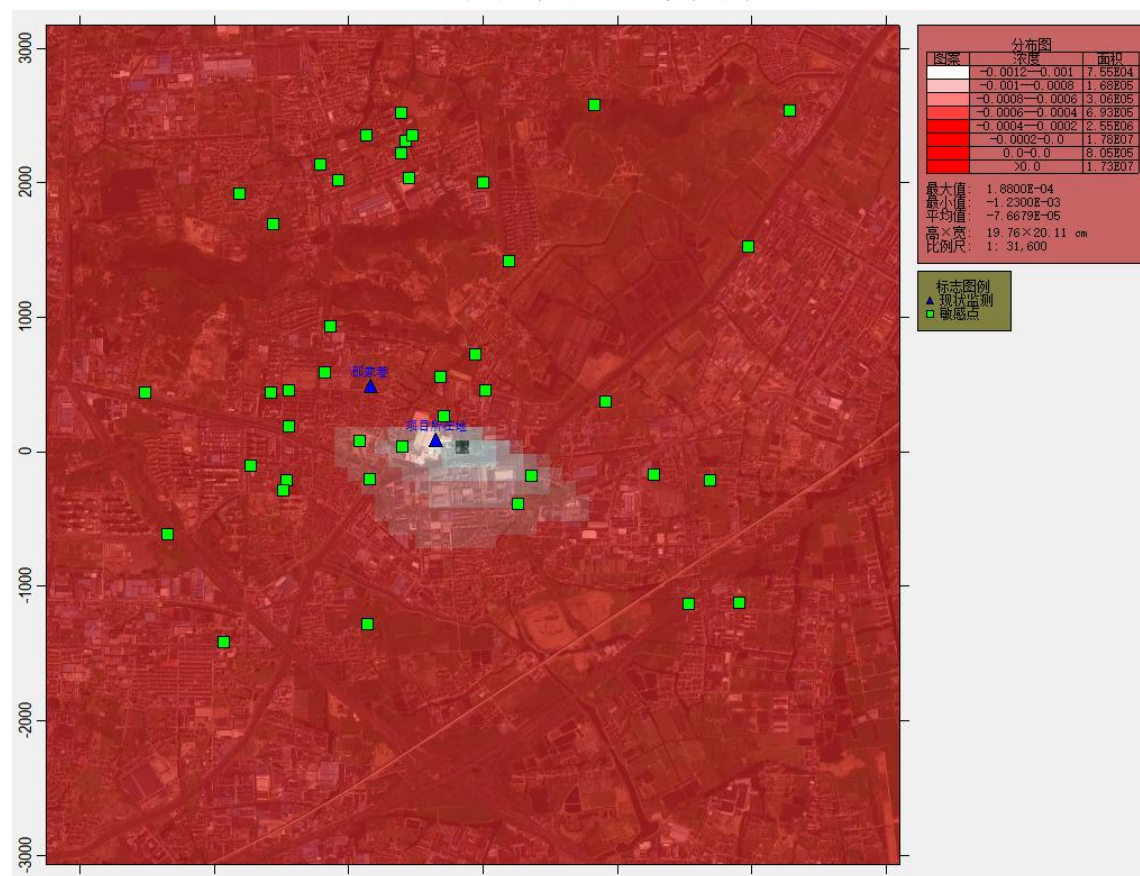 3000
2000
1000
0
-1000
-2000
-3000
邵家巷
项目所在地
分布图
图案 浓度 面积
-0.0012--0.001 7.55E04
-0.001--0.0008 1.68E05
-0.0008--0.0006 3.06E05
-0.0006--0.0004 6.93E05
-0.0004--0.0002 2.55E06
-0.0002-0.0 1.78E07
0.0-0.0 8.05E05
>0.0 1.73E07
最大值: 1.8800E-04
最小值: -1.2300E-03
平均值: -7.6679E-05
高×宽: 19.76×20.11 cm
比例尺: 1: 31,600
标志图例
现状监测
敏感点